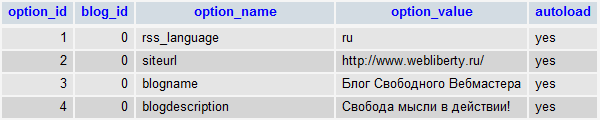 option_id blog_id option_name option_value autoload
1 0 rss_language ru yes
2 0 siteurl http://www.webliberty.ru/ yes
3 0 blogname Блог Свободного Вебмастера yes
4 0 blogdescription Свобода мысли в действии! yes